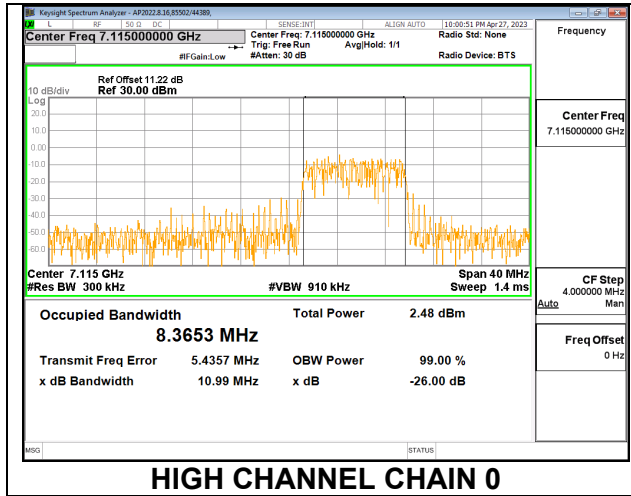 Keysight Spectrum Analyzer - AP2022.8.16,85502/44389,
L RF 50 Ω DC SENSE:INT ALIGN AUTO 10:00:51 PM Apr 27, 2023
Center Freq 7.115000000 GHz
Center Freq: 7.115000000 GHz
Radio Std: None
Trig: Free Run Avg|Hold: 1/1
#IFGain:Low
#Atten: 30 dB
Radio Device: BTS
Ref Offset 11.22 dB
10 dB/div Ref 30.00 dBm
Log
20.0
10.0
0.00
-10.0
-20.0
-30.0
-40.0
-50.0
-60.0
Center 7.115 GHz Span 40 MHz
#Res BW 300 kHz #VBW 910 kHz Sweep 1.4 ms
Occupied Bandwidth Total Power 2.48 dBm
8.3653 MHz
Transmit Freq Error 5.4357 MHz OBW Power 99.00 %
x dB Bandwidth 10.99 MHz x dB -26.00 dB
Frequency
Center Freq
7.115000000 GHz
CF Step
4.000000 MHz
Auto Man
Freq Offset
0 Hz
MSG STATUS
HIGH CHANNEL CHAIN 0